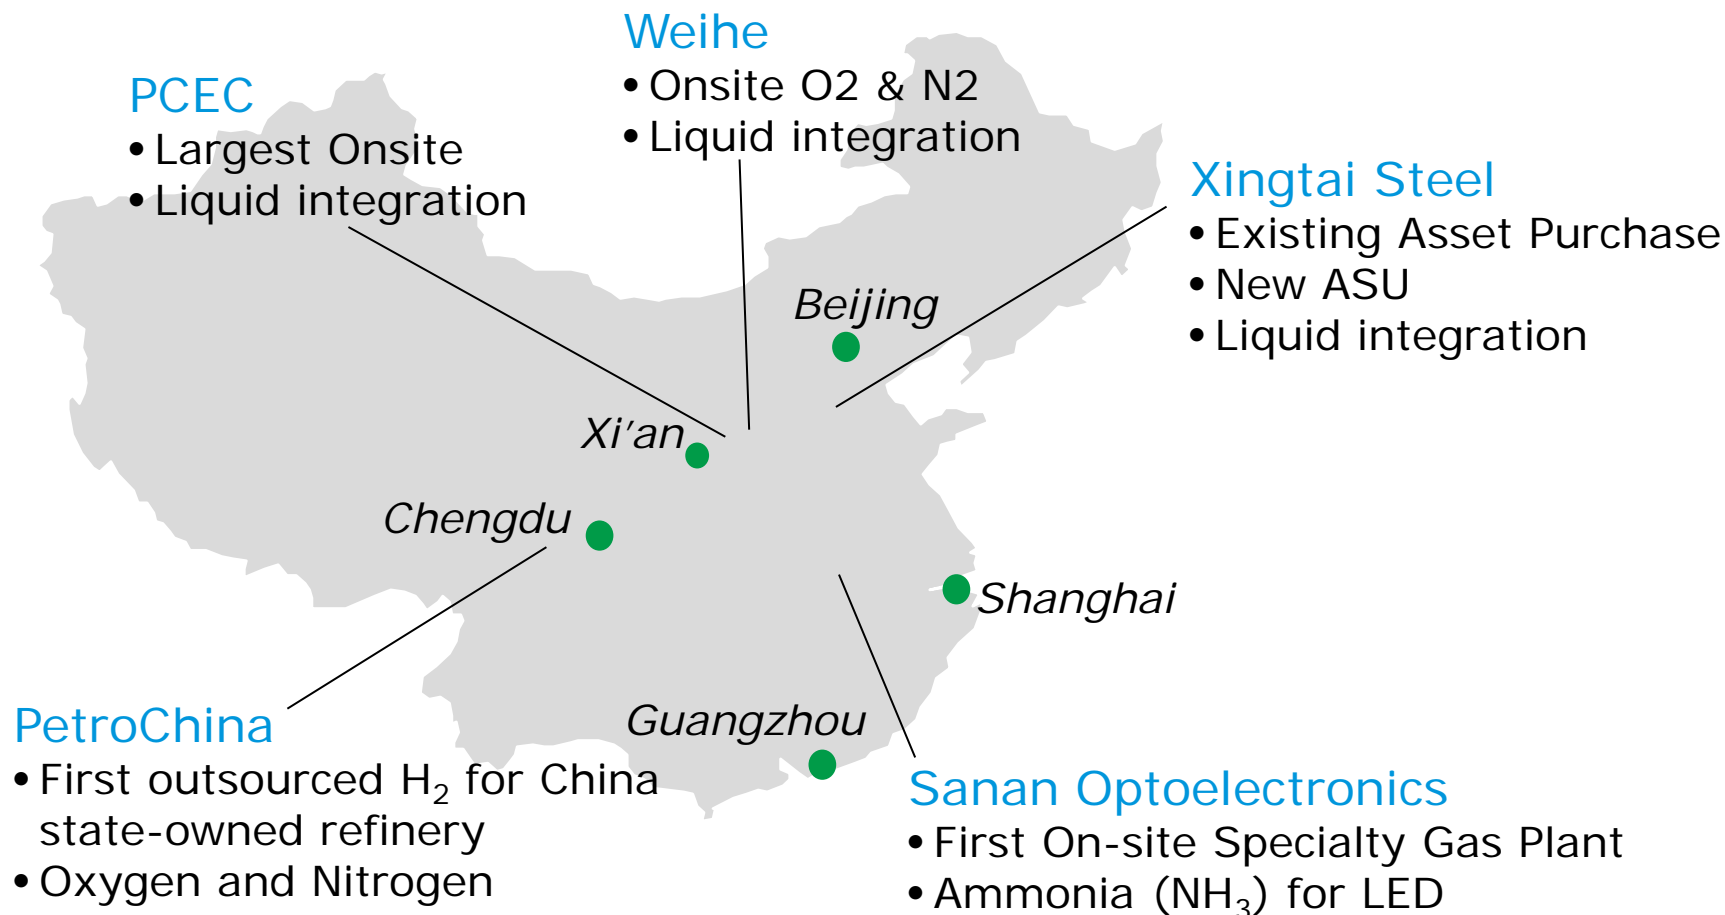 Weihe
• Onsite O2 & N2
• Liquid integration
PCEC
• Largest Onsite
• Liquid integration
Xingtai Steel
• Existing Asset Purchase
• New ASU
• Liquid integration
Beijing
Xi’an
Chengdu
Shanghai
Guangzhou
PetroChina
• First outsourced H₂ for China
state-owned refinery
• Oxygen and Nitrogen
Sanan Optoelectronics
• First On-site Specialty Gas Plant
• Ammonia (NH₃) for LED